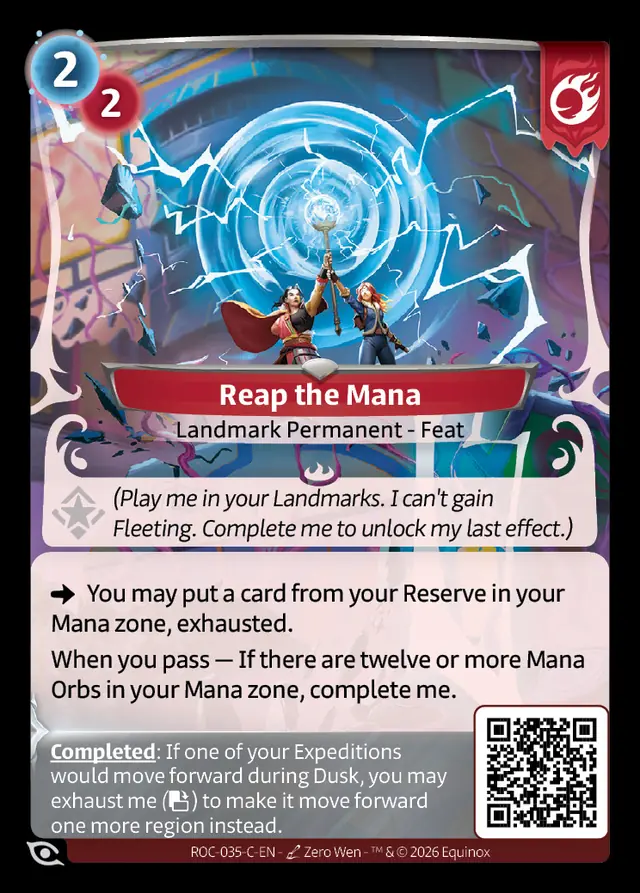 2
2
Reap the Mana
Landmark Permanent - Feat
(Play me in your Landmarks. I can't gain
Fleeting. Complete me to unlock my last effect.)
You may put a card from your Reserve in your
Mana zone, exhausted.
When you pass — If there are twelve or more Mana
Orbs in your Mana zone, complete me.
Completed: If one of your Expeditions
would move forward during Dusk, you may
exhaust me () to make it move forward
one more region instead.
ROC-035-C-EN - Zero Wen - ™ & © 2026 Equinox